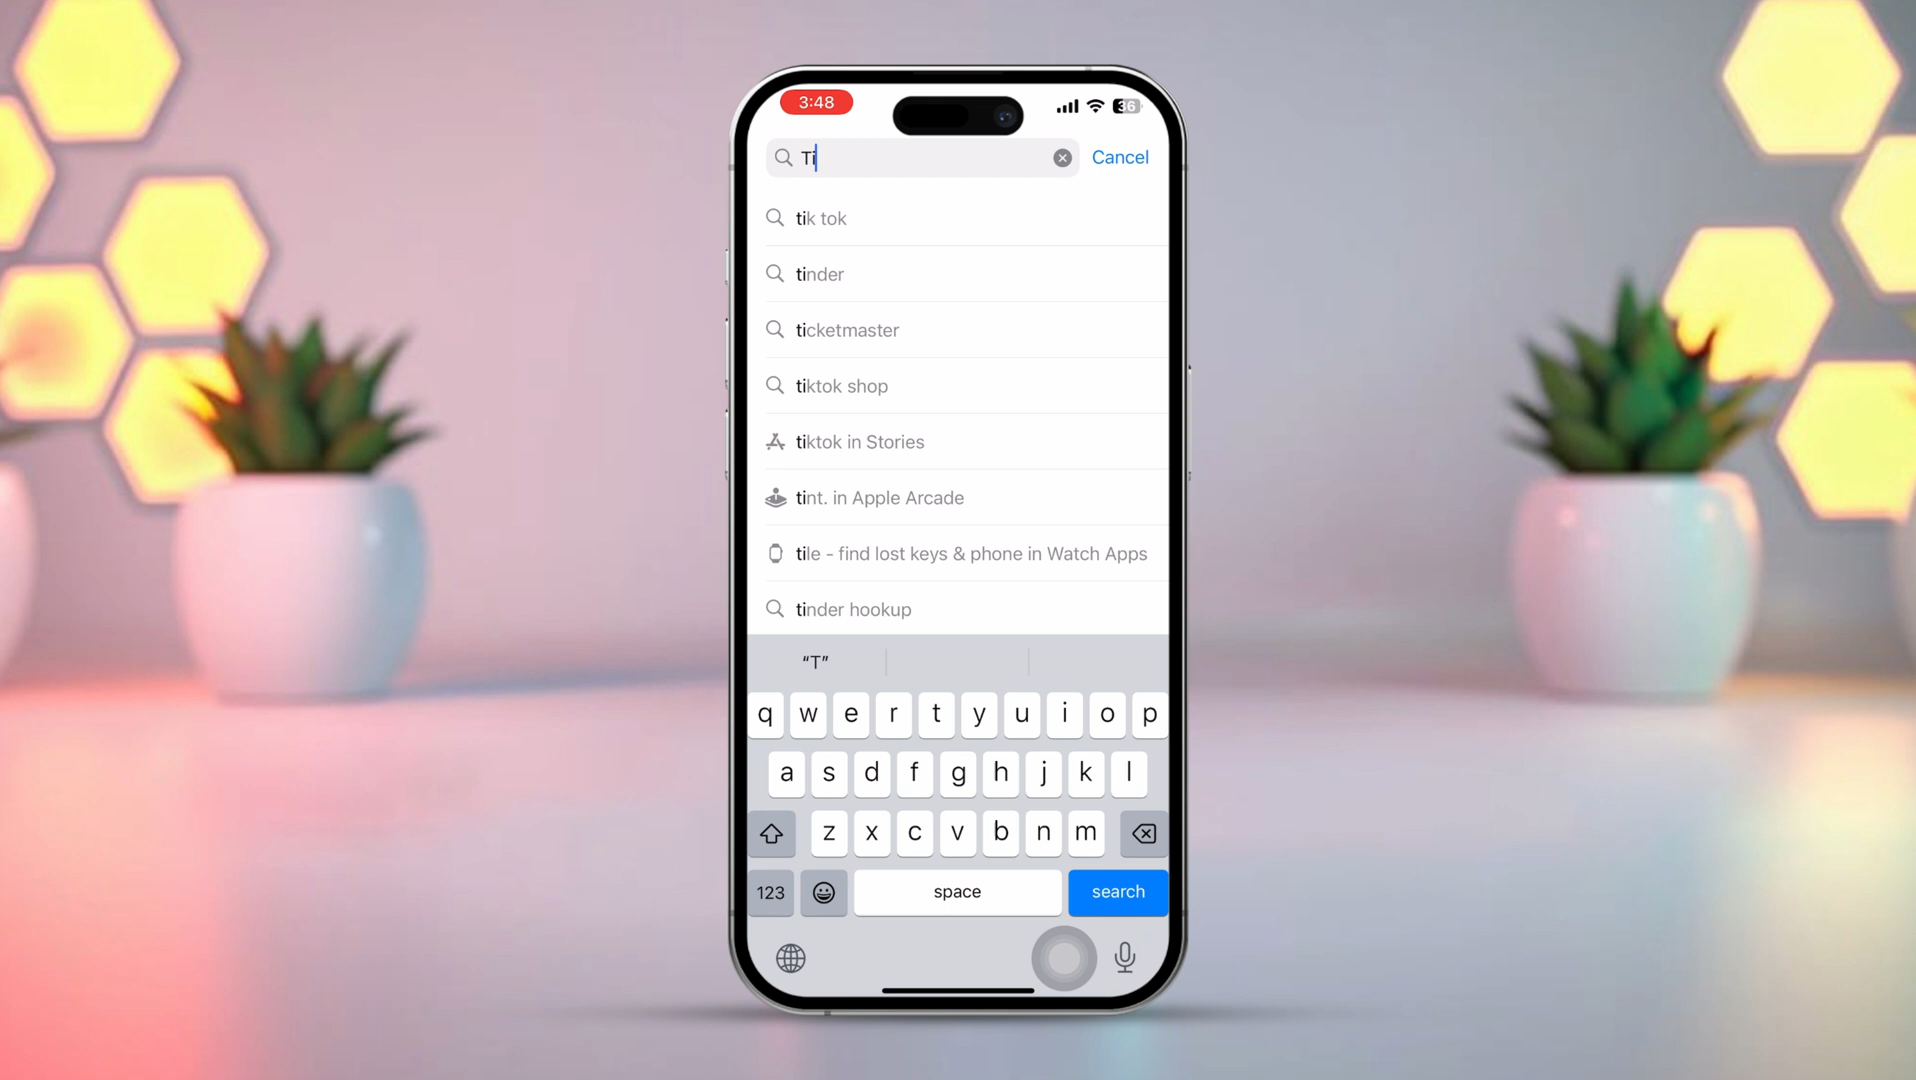 3:48
36
Ti
Cancel
tik tok
tinder
ticketmaster
tiktok shop
tiktok in Stories
tint. in Apple Arcade
tile - find lost keys & phone in Watch Apps
tinder hookup
“T”
q w e r t y u i o p
a s d f g h j k l
z x c v b n m
123
space
search